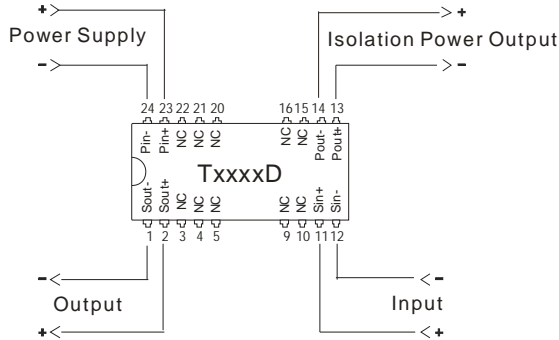 + +
Power Supply Isolation Power Output
- -
24 23 22 21 20 16 15 14 13
Pin- Pin+ NC NC NC NC NC Pout- Pout+
TxxxxD
Sout- Sout+ NC NC NC NC NC Sin+ Sin-
1 2 3 4 5 9 10 11 12
- -
Output Input
+ +